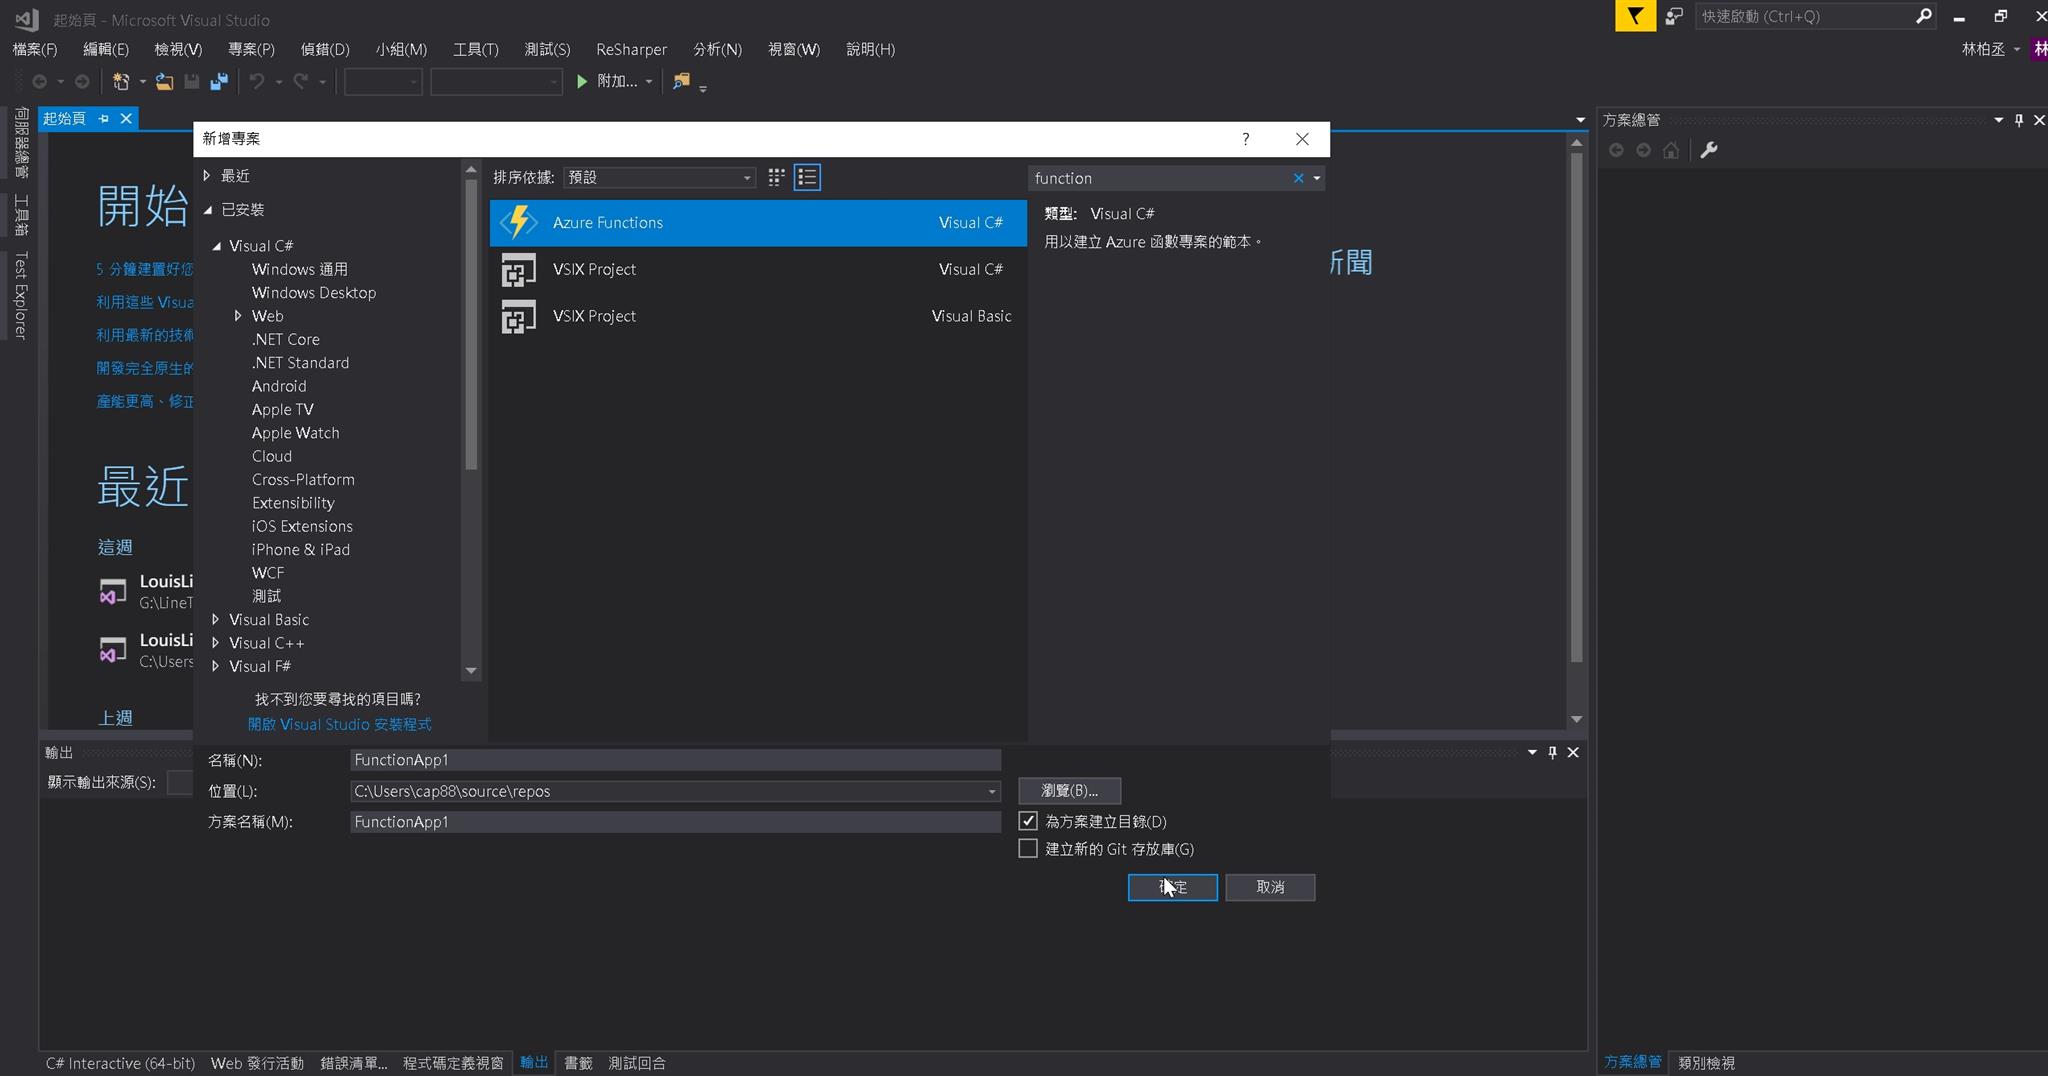 起始頁 - Microsoft Visual Studio
快速啟動 (Ctrl+Q)
檔案(F) 編輯(E) 檢視(V) 專案(P) 偵錯(D) 小組(M) 工具(T) 測試(S) ReSharper 分析(N) 視窗(W) 說明(H)
林柏丞 林
附加...
伺服器總管
工具箱
Test Explorer
起始頁
開始
5 分鐘建置好您
利用這些 Visua
利用最新的技術
開發完全原生的
產能更高、修正
最近
這週
LouisLi
G:\LineT
LouisLi
C:\Users
上週
新聞
新增專案
?
最近
已安裝
Visual C#
Windows 通用
Windows Desktop
Web
.NET Core
.NET Standard
Android
Apple TV
Apple Watch
Cloud
Cross-Platform
Extensibility
iOS Extensions
iPhone & iPad
WCF
測試
Visual Basic
Visual C++
Visual F#
找不到您要尋找的項目嗎?
開啟 Visual Studio 安裝程式
排序依據: 預設
Azure Functions Visual C#
VSIX Project Visual C#
VSIX Project Visual Basic
function
類型: Visual C#
用以建立 Azure 函數專案的範本。
名稱(N): FunctionApp1
位置(L): C:\Users\cap88\source\repos 瀏覽(B)...
方案名稱(M): FunctionApp1 為方案建立目錄(D)
建立新的 Git 存放庫(G)
確定 取消
輸出
顯示輸出來源(S):
C# Interactive (64-bit) Web 發行活動 錯誤清單... 程式碼定義視窗 輸出 書籤 測試回合
方案總管
方案總管 類別檢視